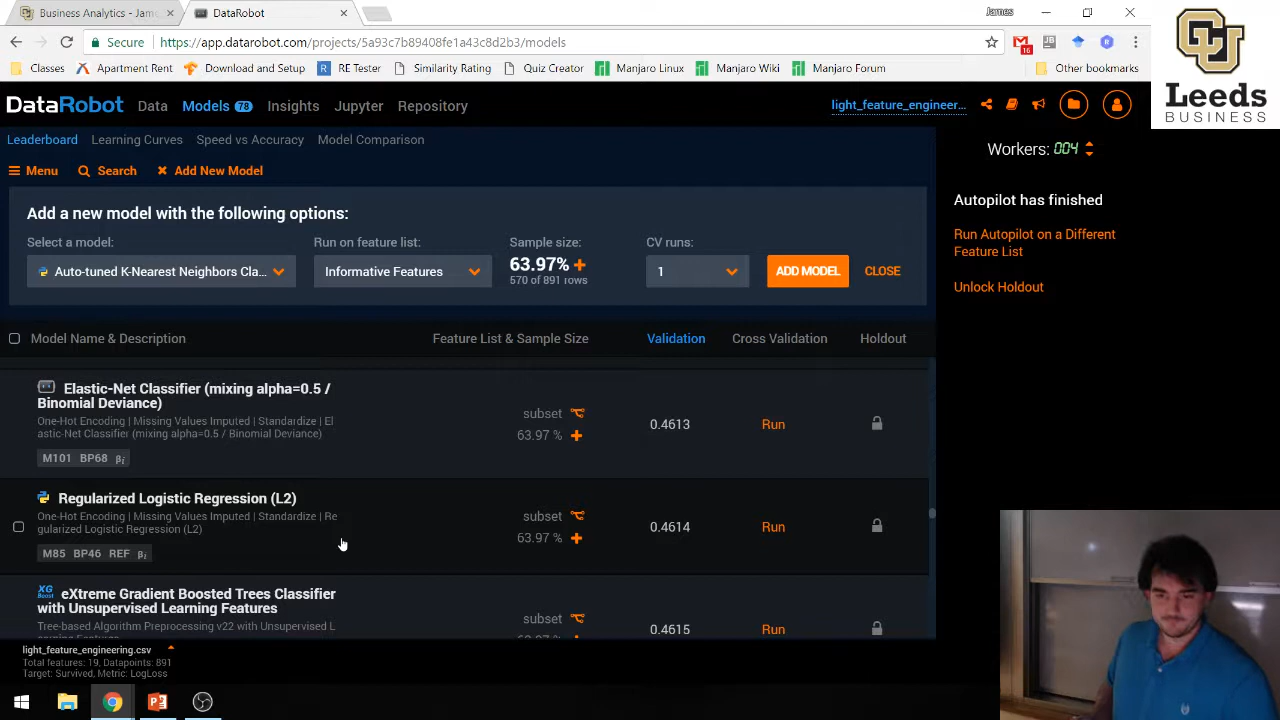 Business Analytics - Jam
DataRobot
James
Secure
https://app.datarobot.com/projects/5a93c7b89408fe1a43c8d2b3/models
16
Classes
Apartment Rent
Download and Setup
RE Tester
Similarity Rating
Quiz Creator
Manjaro Linux
Manjaro Wiki
Manjaro Forum
Other bookmarks
CU
Leeds
BUSINESS
DataRobot
Data
Models 78
Insights
Jupyter
Repository
light_feature_engineer...
Leaderboard
Learning Curves
Speed vs Accuracy
Model Comparison
Workers: 004
Menu
Search
Add New Model
Autopilot has finished
Run Autopilot on a Different
Feature List
Unlock Holdout
Add a new model with the following options:
Select a model:
Run on feature list:
Sample size:
CV runs:
Auto-tuned K-Nearest Neighbors Cla...
Informative Features
63.97% +
570 of 891 rows
1
ADD MODEL
CLOSE
Model Name & Description
Feature List & Sample Size
Validation
Cross Validation
Holdout
Elastic-Net Classifier (mixing alpha=0.5 /
Binomial Deviance)
One-Hot Encoding | Missing Values Imputed | Standardize | El
astic-Net Classifier (mixing alpha=0.5 / Binomial Deviance)
M101 BP68 βi
subset
63.97 % +
0.4613
Run
Regularized Logistic Regression (L2)
One-Hot Encoding | Missing Values Imputed | Standardize | Re
gularized Logistic Regression (L2)
M85 BP46 REF βi
subset
63.97 % +
0.4614
Run
XG
Boost
eXtreme Gradient Boosted Trees Classifier
with Unsupervised Learning Features
Tree-based Algorithm Preprocessing v22 with Unsupervised L
subset
0.4615
Run
light_feature_engineering.csv
Total features: 19, Datapoints: 891
Target: Survived, Metric: LogLoss